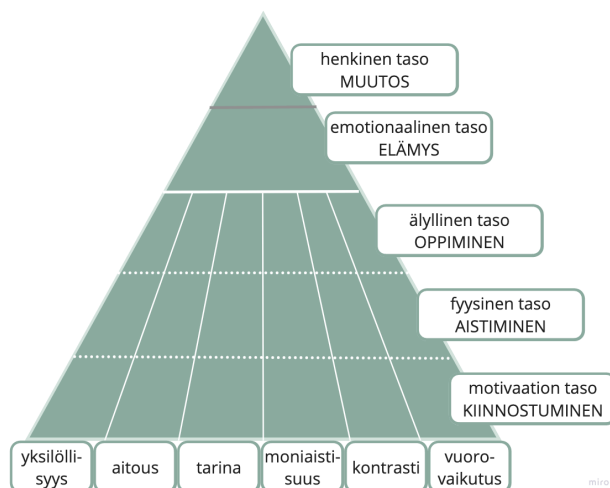 henkinen taso
MUUTOS
emotionaalinen taso
ELÄMYS
älyllinen taso
OPPIMINEN
fyysinen taso
AISTIMINEN
motivaation taso
KIINNOSTUMINEN
yksilölli-
syys
aitous
tarina
moniaisti-
suus
kontrasti
vuoro-
vaikutus
miro